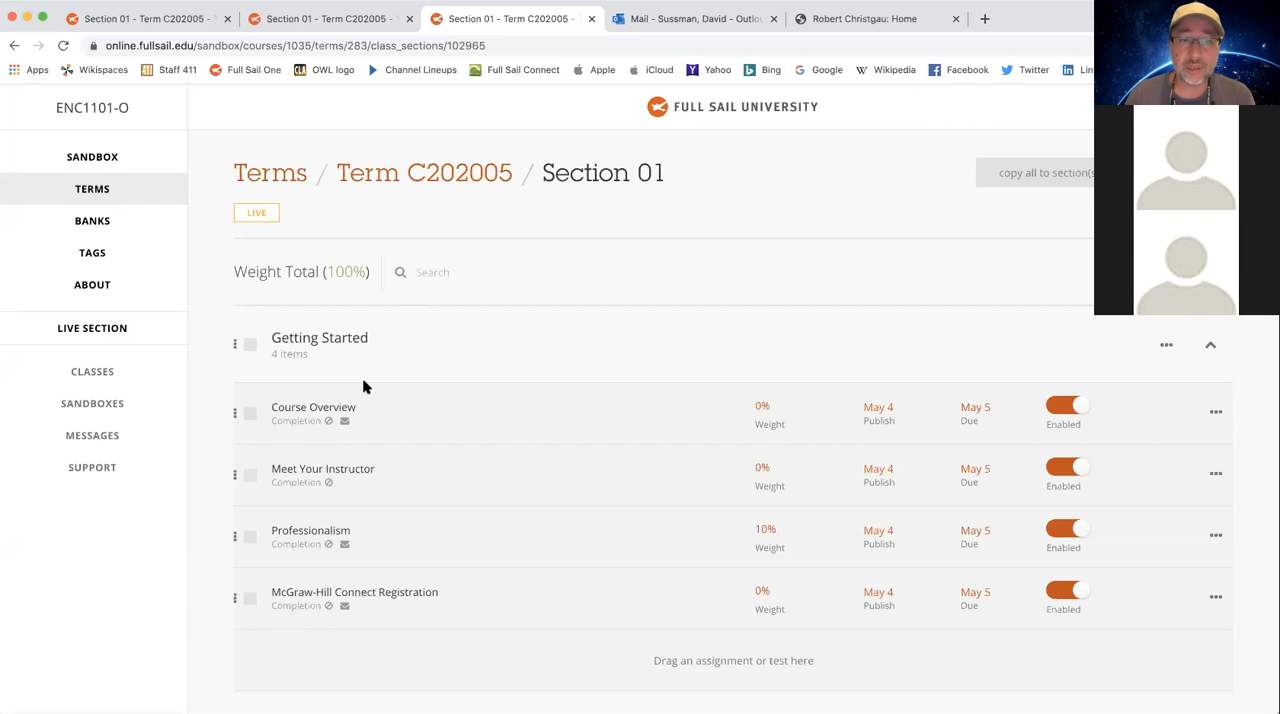 Section 01 - Term C202005 -
Section 01 - Term C202005 -
Section 01 - Term C202005 -
Mail - Sussman, David - Outlo
Robert Christgau: Home
online.fullsail.edu/sandbox/courses/1035/terms/283/class_sections/102965
Apps
Wikispaces
Staff 411
Full Sail One
OWL logo
Channel Lineups
Full Sail Connect
Apple
iCloud
Yahoo
Bing
Google
Wikipedia
Facebook
Twitter
Lin
ENC1101-O
FULL SAIL UNIVERSITY
SANDBOX
TERMS
BANKS
TAGS
ABOUT
LIVE SECTION
CLASSES
SANDBOXES
MESSAGES
SUPPORT
Terms / Term C202005 / Section 01
copy all to section(s
LIVE
Weight Total (100%)
Search
Getting Started
4 items
Course Overview
Completion
0%
Weight
May 4
Publish
May 5
Due
Enabled
Meet Your Instructor
Completion
0%
Weight
May 4
Publish
May 5
Due
Enabled
Professionalism
Completion
10%
Weight
May 4
Publish
May 5
Due
Enabled
McGraw-Hill Connect Registration
Completion
0%
Weight
May 4
Publish
May 5
Due
Enabled
Drag an assignment or test here